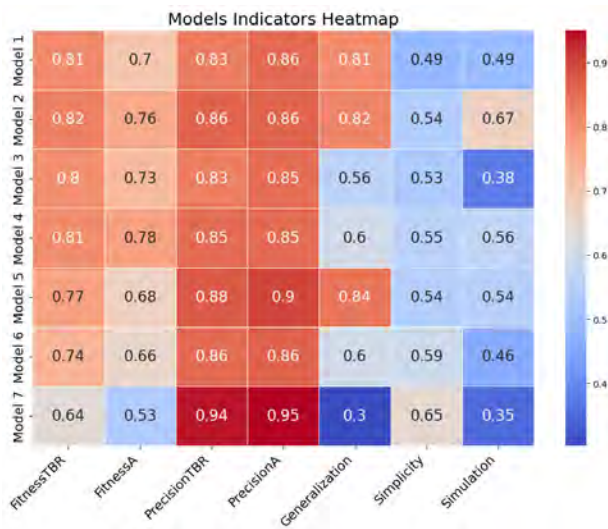 Models Indicators Heatmap
Model 1 0.81 0.7 0.83 0.86 0.81 0.49 0.49
Model 2 0.82 0.76 0.86 0.86 0.82 0.54 0.67
Model 3 0.8 0.73 0.83 0.85 0.56 0.53 0.38
Model 4 0.81 0.78 0.85 0.85 0.6 0.55 0.56
Model 5 0.77 0.68 0.88 0.9 0.84 0.54 0.54
Model 6 0.74 0.66 0.86 0.86 0.6 0.59 0.46
Model 7 0.64 0.53 0.94 0.95 0.3 0.65 0.35
FitnessTBR FitnessA PrecisionTBR PrecisionA Generalization Simplicity Simulation
0.9
0.8
0.7
0.6
0.5
0.4